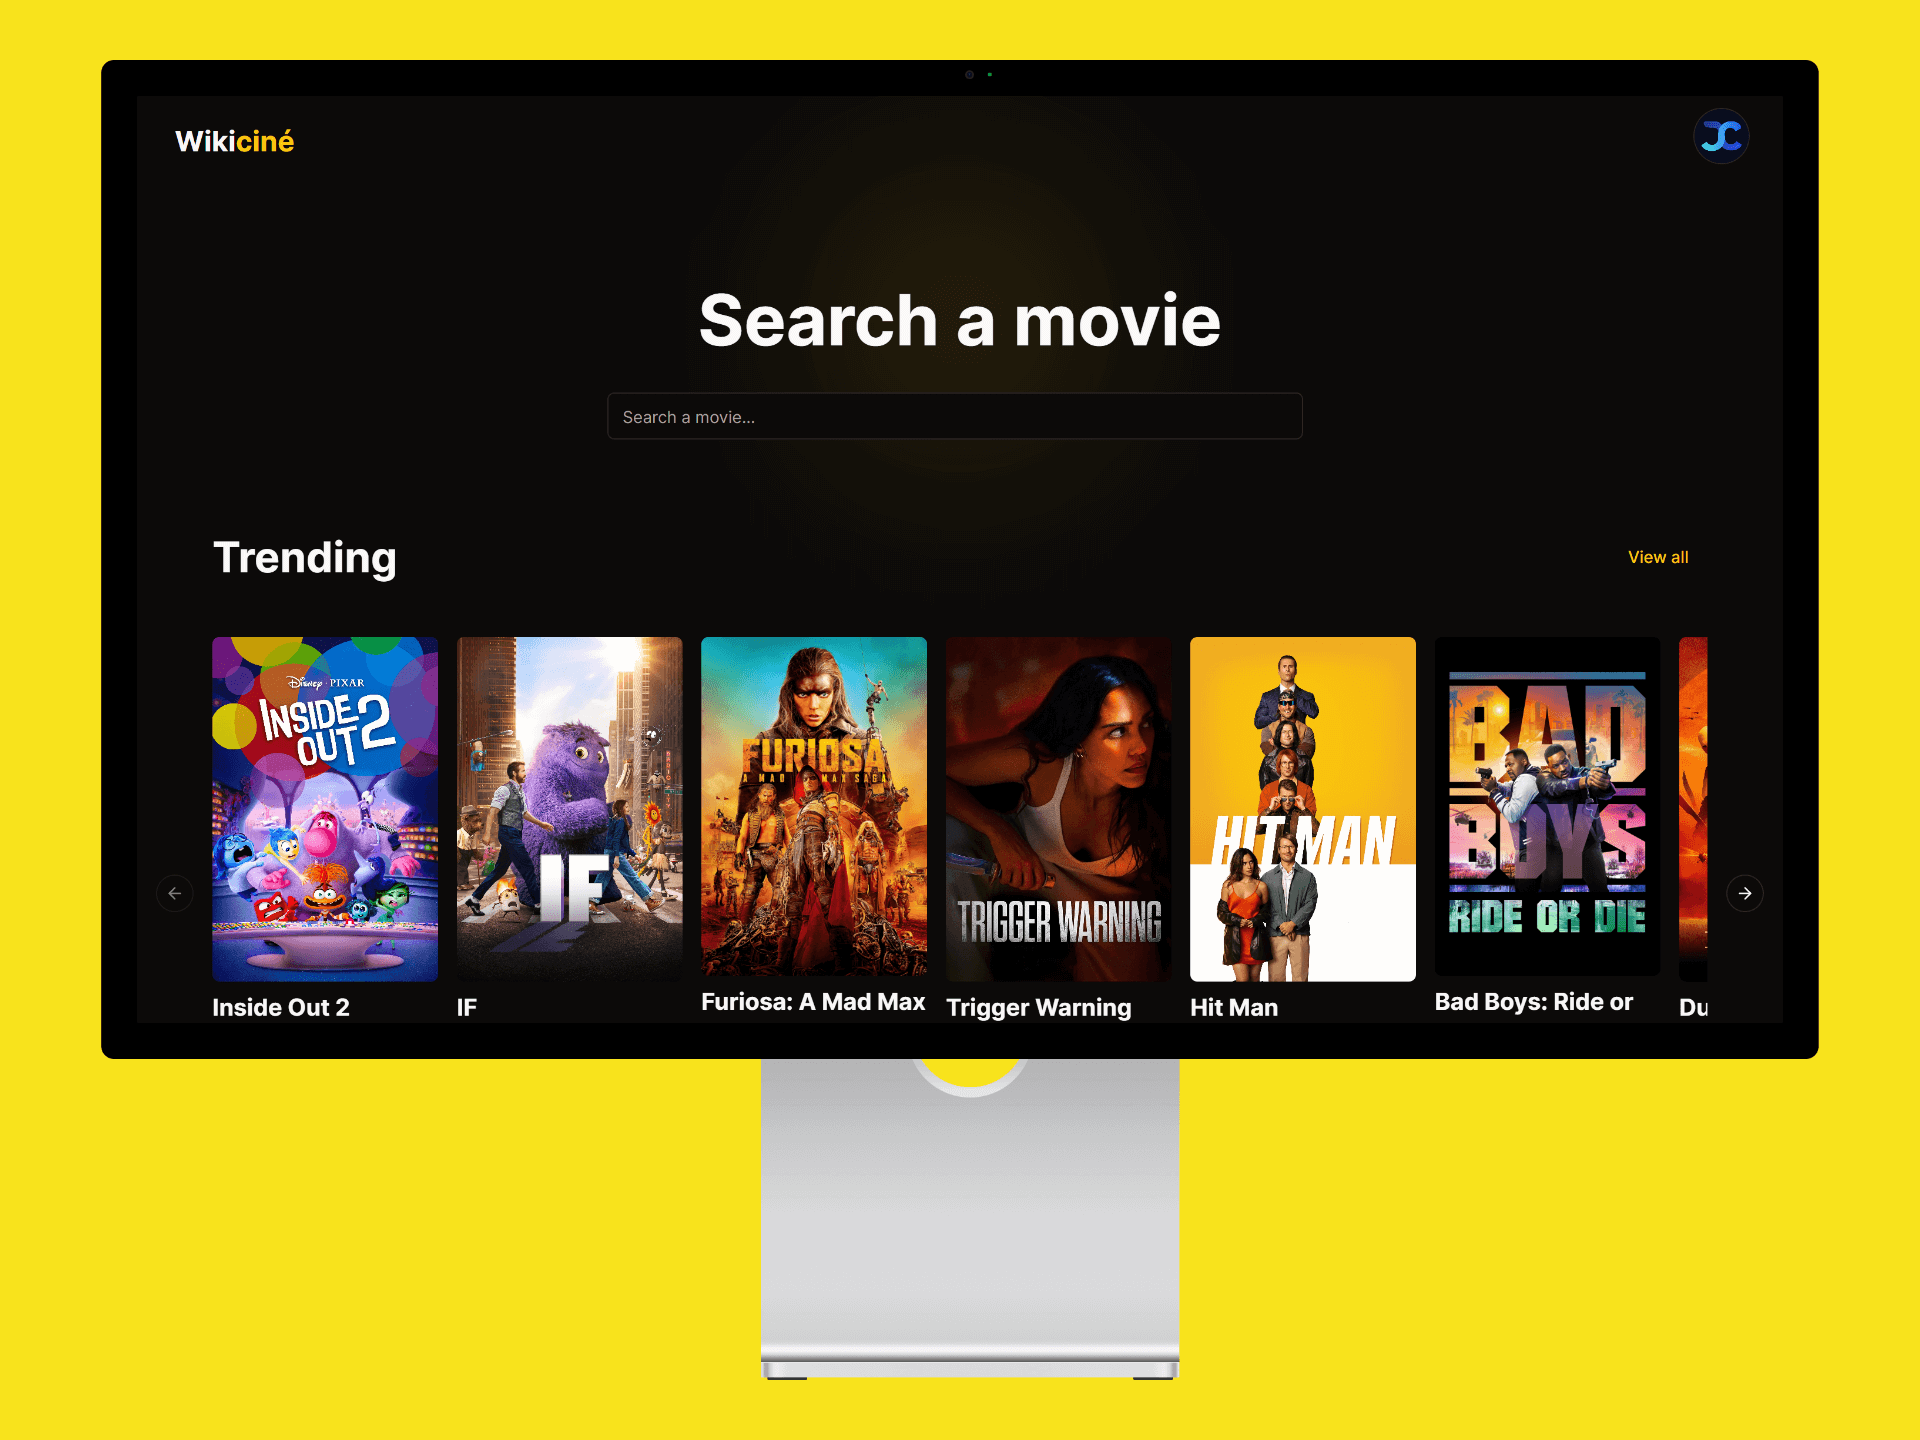 Wikiciné
JC
Search a movie
Search a movie...
Trending
View all
Disney · PIXAR
INSIDE
OUT 2
IF
FURIOSA
A MAD MAX SAGA
TRIGGER WARNING
HIT MAN
BAD
BOYS
RIDE OR DIE
Inside Out 2
IF
Furiosa: A Mad Max
Trigger Warning
Hit Man
Bad Boys: Ride or
Du